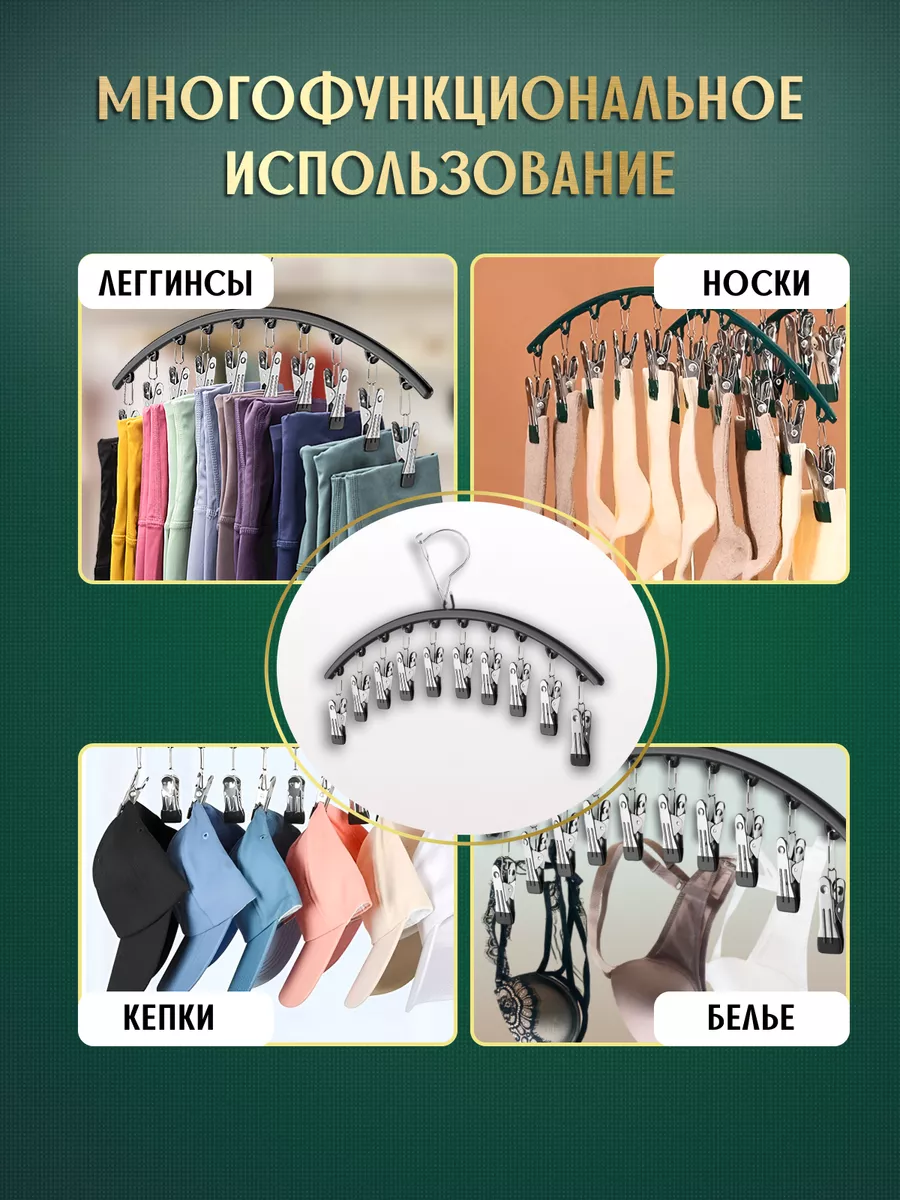 МНОГОФУНКЦИОНАЛЬНОЕ
ИСПОЛЬЗОВАНИЕ
ЛЕГГИНСЫ
НОСКИ
КЕПКИ
БЕЛЬЕ